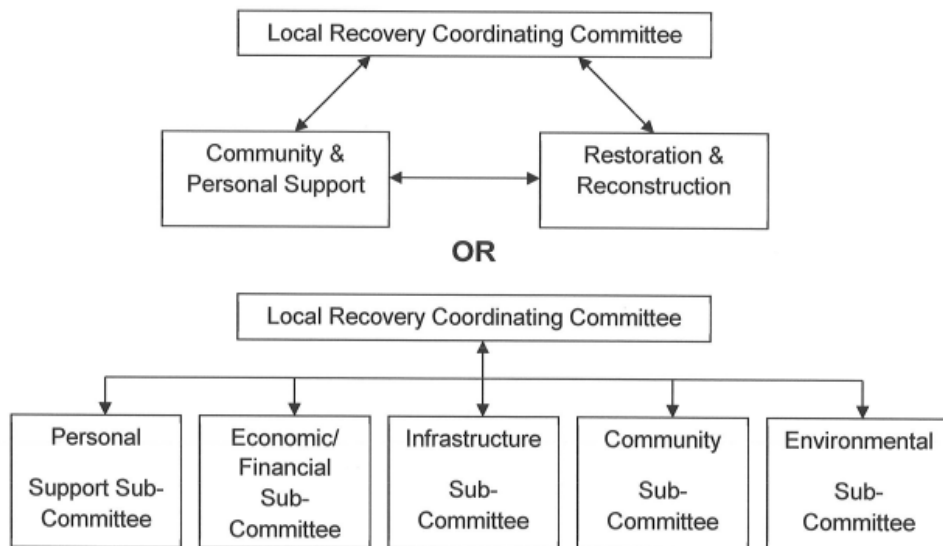 Local Recovery Coordinating Committee
Community &
Personal Support
Restoration &
Reconstruction
OR
Local Recovery Coordinating Committee
Personal
Support Sub-
Committee
Economic/
Financial
Sub-
Committee
Infrastructure
Sub-
Committee
Community
Sub-
Committee
Environmental
Sub-
Committee